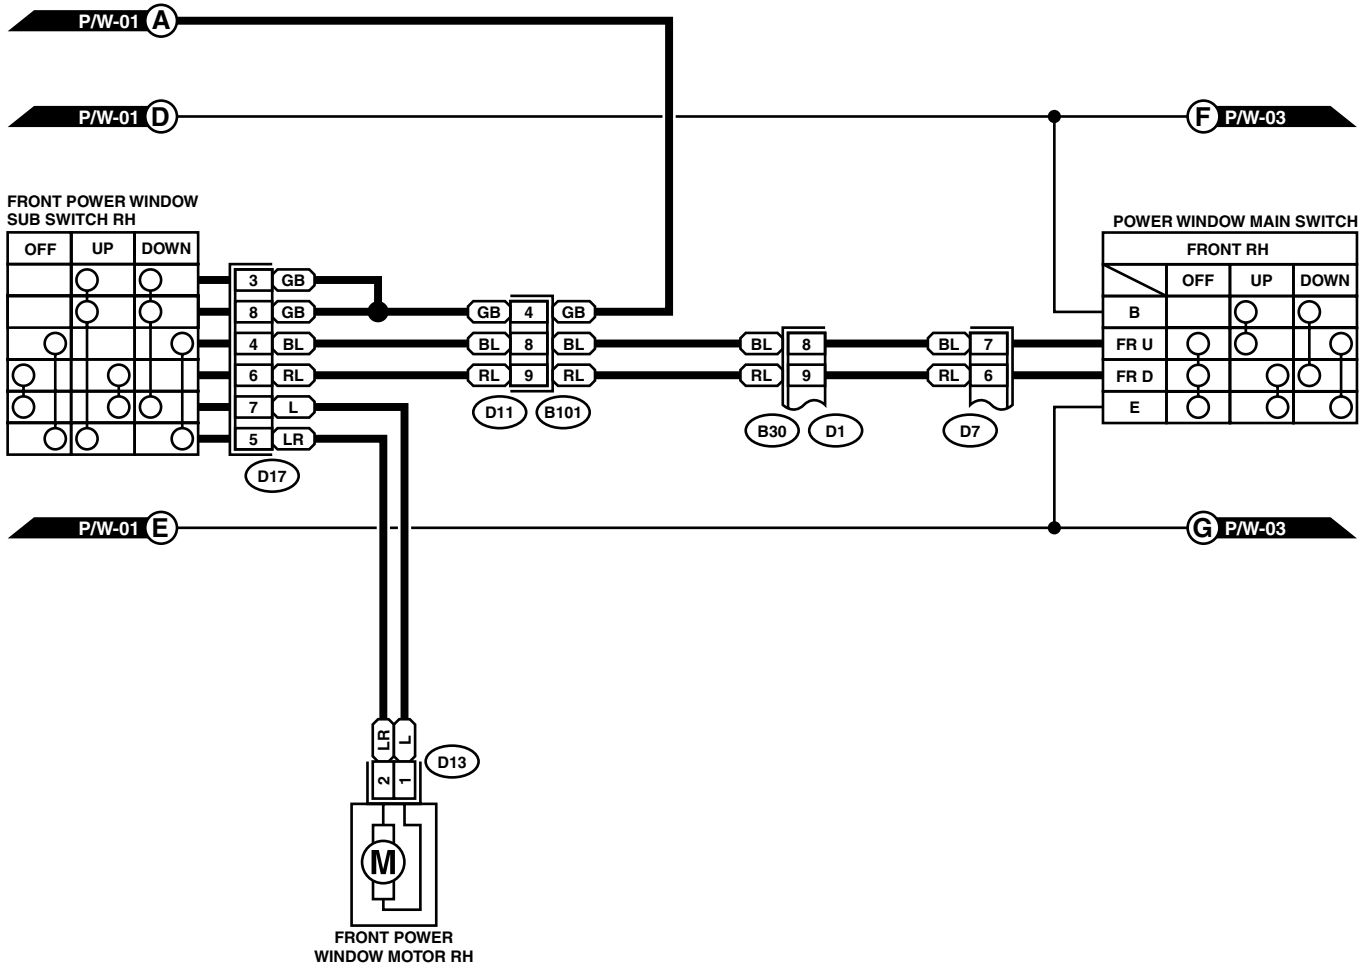 P/W-01 A
P/W-01 D
F P/W-03
FRONT POWER WINDOW
SUB SWITCH RH
POWER WINDOW MAIN SWITCH
OFF UP DOWN
FRONT RH
OFF UP DOWN
3 GB
8 GB GB 4 GB B
4 BL BL 8 BL BL 8 BL 7 FR U
6 RL RL 9 RL RL 9 RL 6 FR D
7 L E
D11 B101
B30 D1 D7
5 LR
D17
P/W-01 E
G P/W-03
LR L
D13
2 1
M
FRONT POWER
WINDOW MOTOR RH